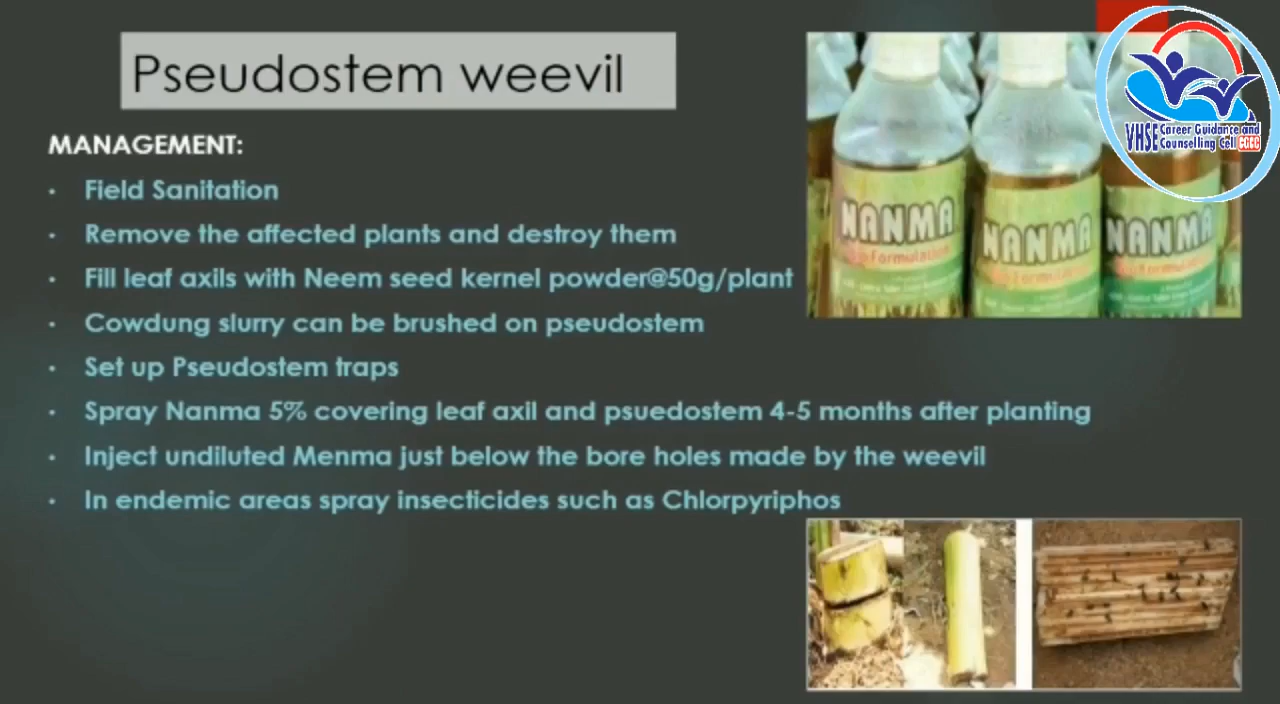 Pseudostem weevil
MANAGEMENT:
• Field Sanitation
• Remove the affected plants and destroy them
• Fill leaf axils with Neem seed kernel powder@50g/plant
• Cowdung slurry can be brushed on pseudostem
• Set up Pseudostem traps
• Spray Nanma 5% covering leaf axil and psuedostem 4-5 months after planting
• Inject undiluted Menma just below the bore holes made by the weevil
• In endemic areas spray insecticides such as Chlorpyriphos
VHSE Career Guidance and
Counselling Cell CGCC
NANMA
NANMA
NANMA